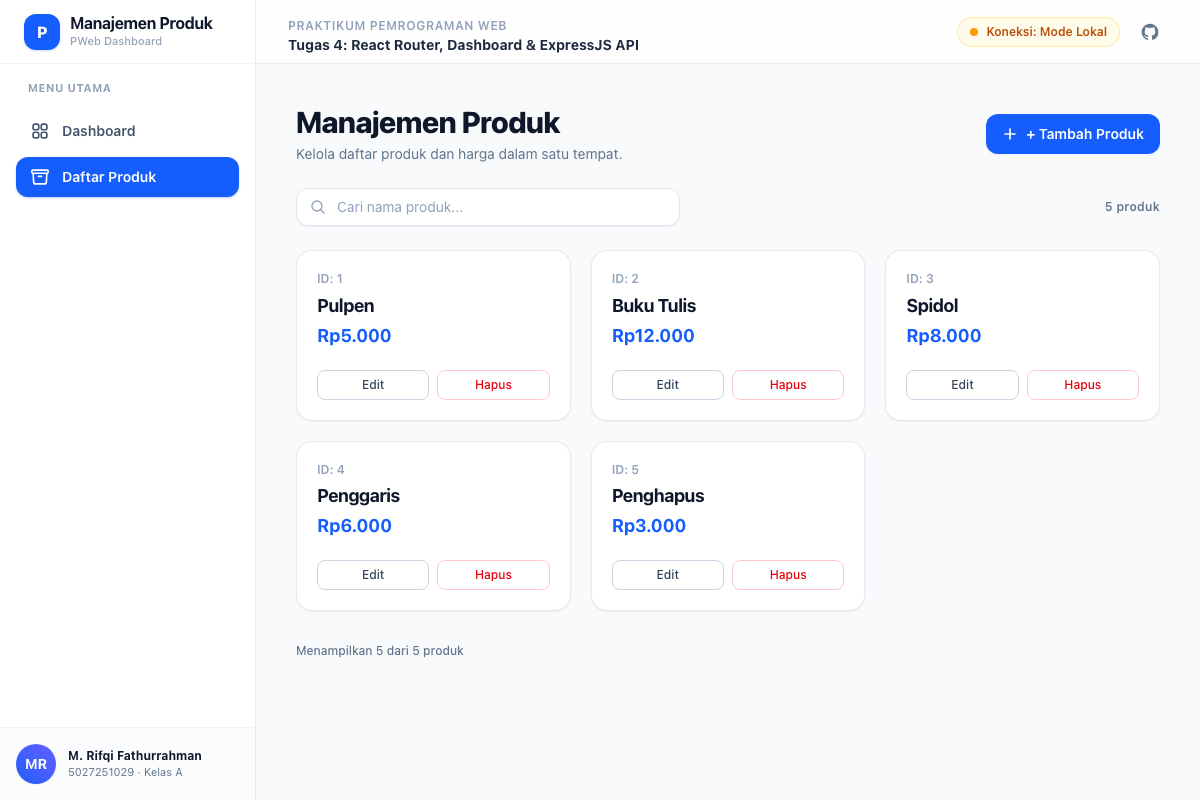 P
Manajemen Produk
PWeb Dashboard
MENU UTAMA
Dashboard
Daftar Produk
MR
M. Rifqi Fathurrahman
5027251029 · Kelas A
PRAKTIKUM PEMROGRAMAN WEB
Tugas 4: React Router, Dashboard & ExpressJS API
Koneksi: Mode Lokal
Manajemen Produk
Kelola daftar produk dan harga dalam satu tempat.
+ Tambah Produk
Cari nama produk...
5 produk
ID: 1
Pulpen
Rp5.000
Edit Hapus
ID: 2
Buku Tulis
Rp12.000
Edit Hapus
ID: 3
Spidol
Rp8.000
Edit Hapus
ID: 4
Penggaris
Rp6.000
Edit Hapus
ID: 5
Penghapus
Rp3.000
Edit Hapus
Menampilkan 5 dari 5 produk